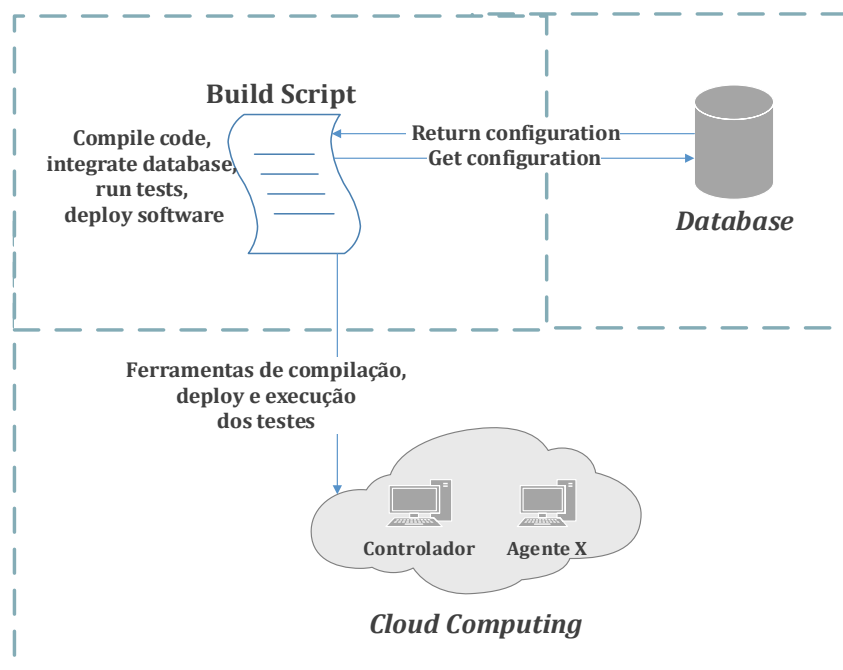 Build Script
Compile code,
integrate database,
run tests,
deploy software
Return configuration
Get configuration
Database
Ferramentas de compilação,
deploy e execução
dos testes
Controlador
Agente X
Cloud Computing